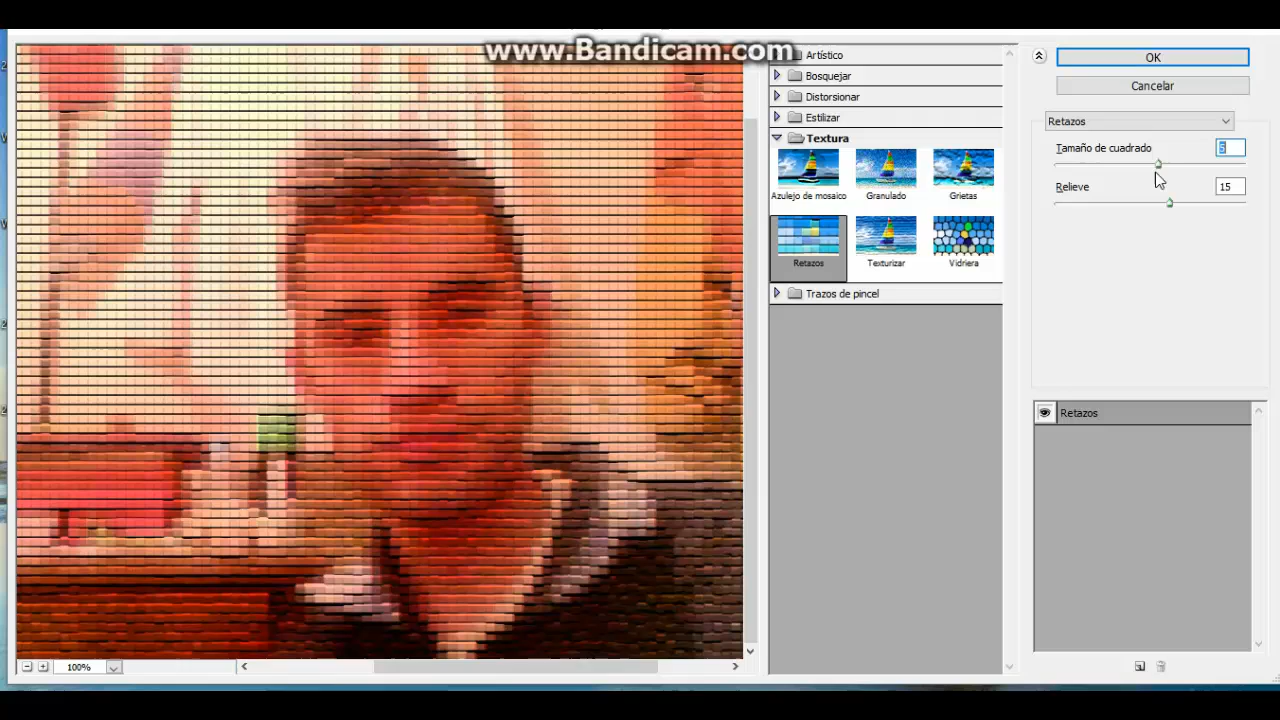 www.Bandicam.com
Artístico
OK
Bosquejar
Cancelar
Distorsionar
Estilizar
Retazos
Textura
Tamaño de cuadrado
5
Azulejo de mosaico
Granulado
Grietas
Relieve
15
Retazos
Texturizar
Vidriera
Trazos de pincel
Retazos
100%